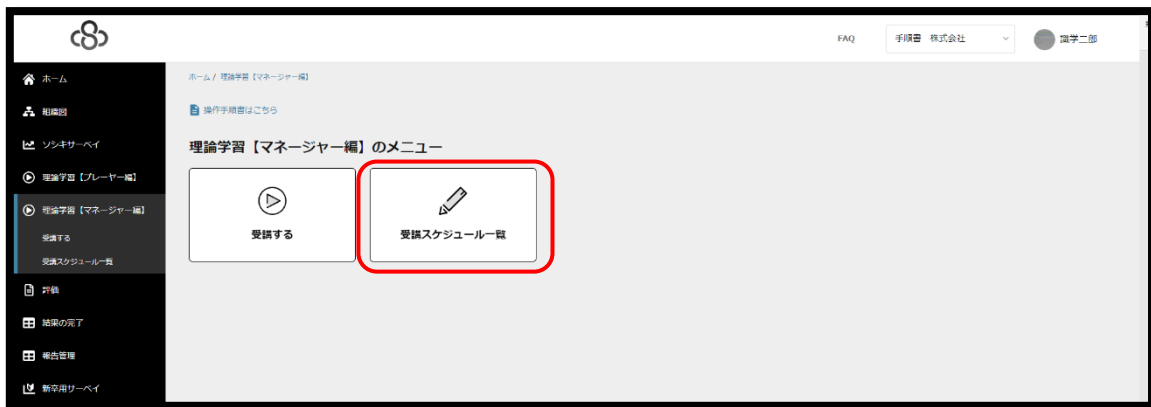 FAQ
手順書 株式会社
識学二郎
ホーム
組織図
ソシキサーベイ
理論学習【プレーヤー編】
理論学習【マネージャー編】
受講する
受講スケジュール一覧
評価
結果の完了
報告管理
新卒用サーベイ
ホーム / 理論学習【マネージャー編】
操作手順書はこちら
理論学習【マネージャー編】のメニュー
受講する
受講スケジュール一覧